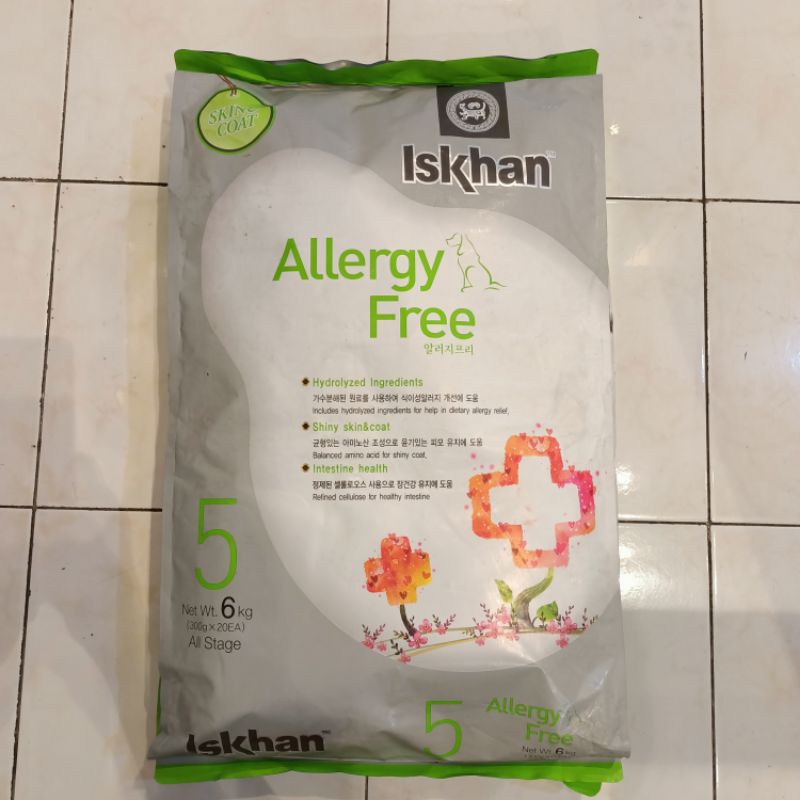 SKIN &
COAT
Iskhan
Allergy
Free
알러지프리
Hydrolyzed Ingredients
가수분해된 원료를 사용하여 식이성알러지 개선에 도움
Includes hydrolyzed ingredients for help in dietary allergy relief.
Shiny skin&coat
균형있는 아미노산 조성으로 윤기있는 피모 유지에 도움
Balanced amino acid for shiny coat.
Intestine health
정제된 셀룰로오스 사용으로 장건강 유지에 도움
Refined cellulose for healthy intestine
5
Net Wt. 6 kg
(300g×20EA)
All Stage
Iskhan
5
Allergy
Free
Net Wt. 6 kg